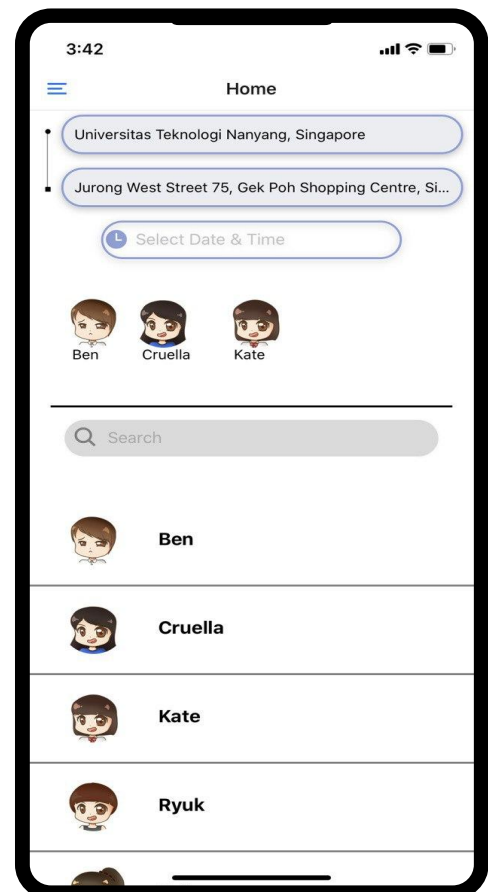 3:42
Home
Universitas Teknologi Nanyang, Singapore
Jurong West Street 75, Gek Poh Shopping Centre, Si...
Select Date & Time
Ben Cruella Kate
Search
Ben
Cruella
Kate
Ryuk